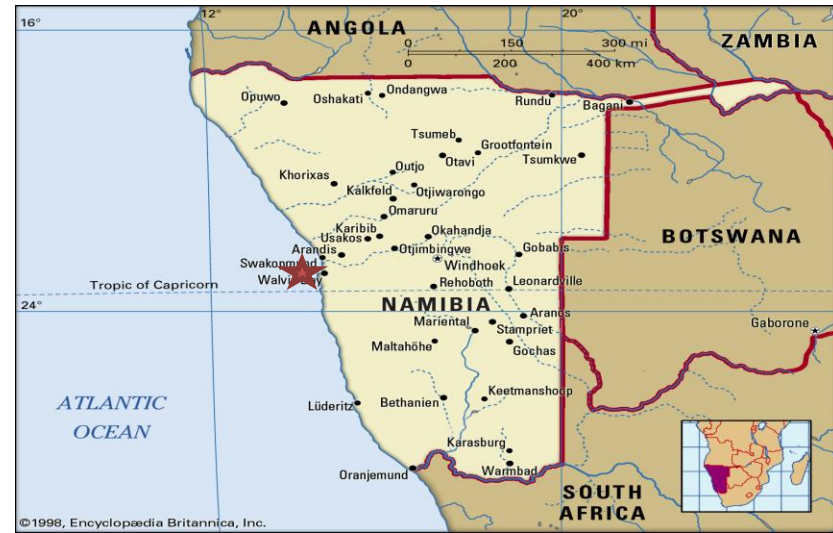 16°
12°
20°
ANGOLA
ZAMBIA
0 150 300 mi
0 200 400 km
Opuwo
Oshakati
Ondangwa
Rundu
Bagani
Tsumeb
Grootfontein
Otavi
Tsumkwe
Outjo
Khorixas
Kalkfeld
Otjiwarongo
Omaruru
Karibib
Okahandja
Usakos
Otjimbingwe
Gobabis
BOTSWANA
Arandis
Swakopmund
Windhoek
Tropic of Capricorn
Rehoboth
Leonardville
24°
NAMIBIA
Aranos
Mariental
Stampriet
Gaborone
Maltahöhe
Gochas
ATLANTIC
OCEAN
Lüderitz
Bethanien
Keetmanshoop
Karasburg
Oranjemund
Warmbad
SOUTH
AFRICA
©1998, Encyclopædia Britannica, Inc.